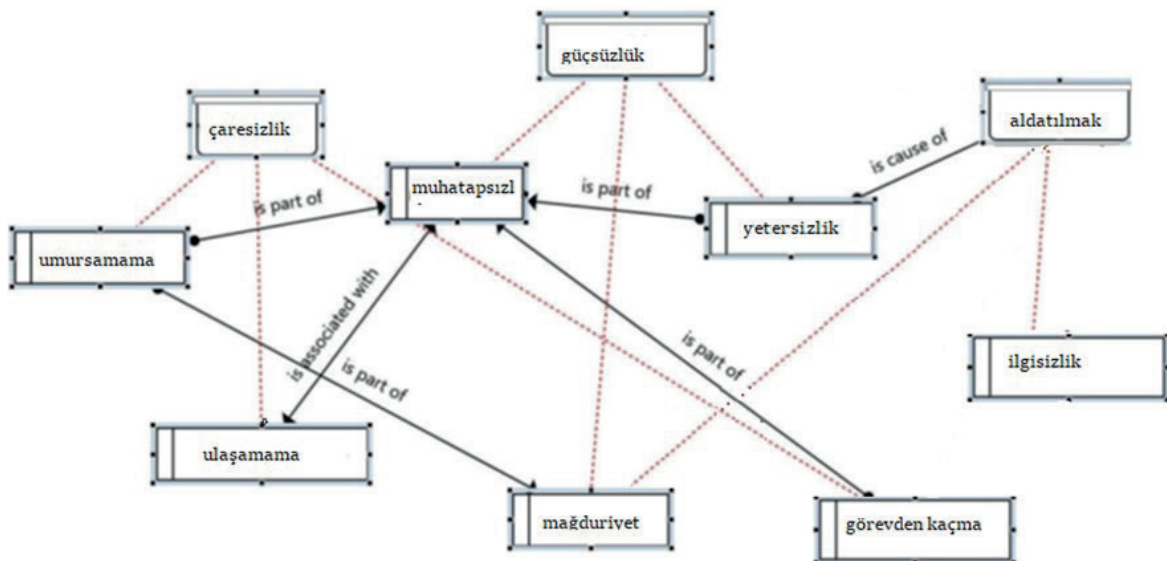 güçsüzlük
çaresizlik
aldatılmak
is cause of
muhatapsızl
is part of
is part of
yetersizlik
umursamama
is associated with
is part of
is part of
ilgisizlik
ulaşamama
mağduriyet
görevden kaçma